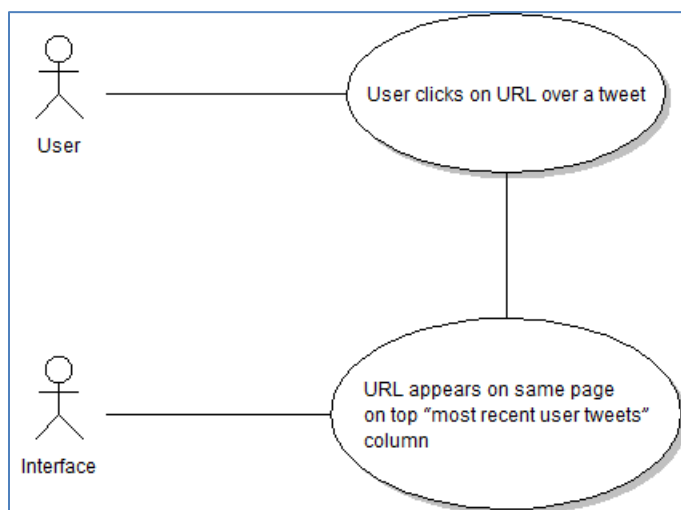 User clicks on URL over a tweet
User
URL appears on same page
on top “most recent user tweets”
column
Interface